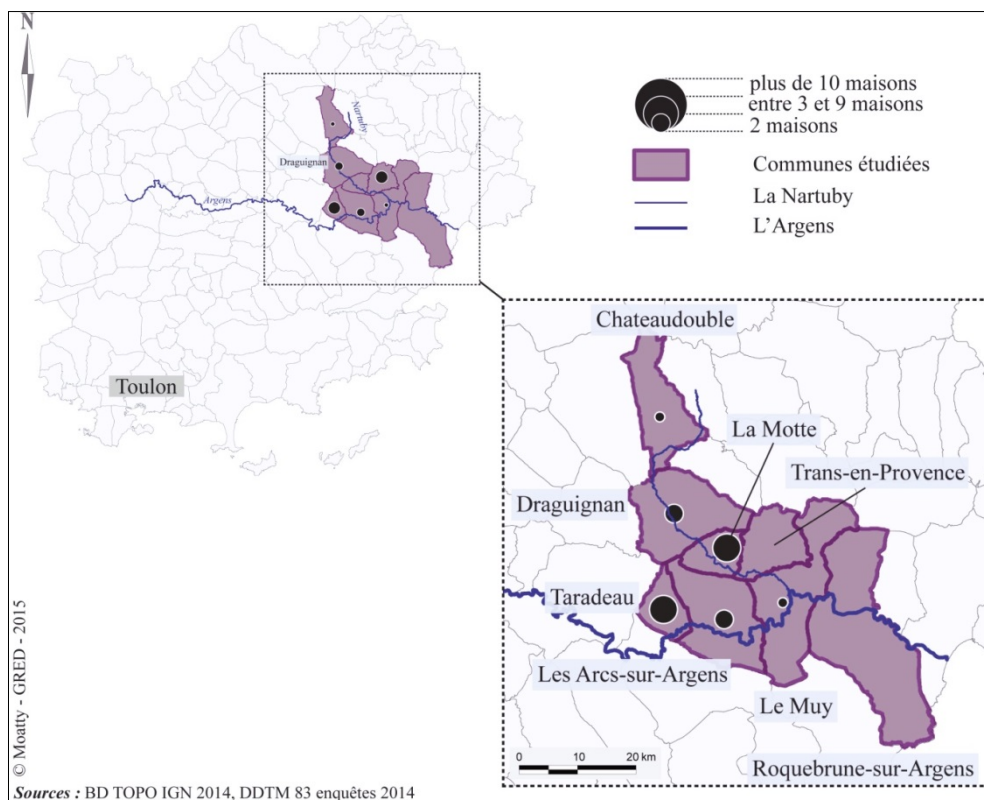 N
Nartuby
Draguignan
Argens
Toulon
plus de 10 maisons
entre 3 et 9 maisons
2 maisons
Communes étudiées
La Nartuby
L'Argens
Chateaudouble
La Motte
Trans-en-Provence
Draguignan
Taradeau
Les Arcs-sur-Argens
Le Muy
Roquebrune-sur-Argens
0 10 20 km
© Moatty - GRED - 2015
Sources : BD TOPO IGN 2014, DDTM 83 enquêtes 2014